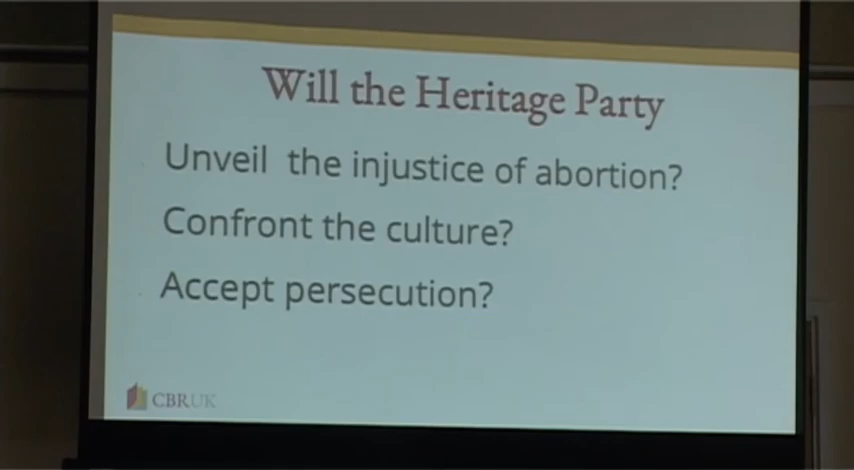 Will the Heritage Party
Unveil the injustice of abortion?
Confront the culture?
Accept persecution?
CBRUK